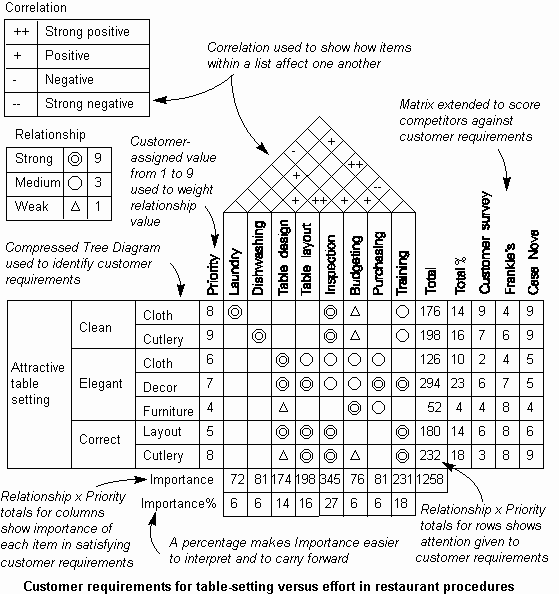 Correlation
++ Strong positive
+ Positive
- Negative
-- Strong negative
Correlation used to show how items
within a list affect one another
Matrix extended to score
competitors against
customer requirements
Relationship
Strong ◎ 9
Medium ○ 3
Weak △ 1
Customer-
assigned value
from 1 to 9
used to weight
relationship
value
Compressed Tree Diagram
used to identify customer
requirements
- +
++
--
+ ++ + +
Priority Laundry Dishwashing Table design Table layout Inspection Budgeting Purchasing Training Total Total % Customer survey Frankie's Case Nove
Attractive
table
setting
Clean
Cloth 8 ◎ ◎ △ ○ 176 14 9 4 9
Cutlery 9 ◎ ◎ △ ○ 198 16 7 6 9
Elegant
Cloth 6 ◎ ○ ○ ○ ○ 126 10 2 4 5
Decor 7 ◎ ◎ ○ ○ ◎ ◎ 294 23 6 7 5
Furniture 4 △ ◎ ○ 52 4 4 8 4
Correct
Layout 5 ◎ ◎ ◎ ◎ 180 14 6 8 6
Cutlery 8 △ ◎ ◎ △ ◎ 232 18 3 8 9
Importance 72 81 174 198 345 76 81 231 1258
Importance% 6 6 14 16 27 6 6 18
Relationship x Priority
totals for columns
show importance of
each item in satisfying
customer requirements
A percentage makes Importance easier
to interpret and to carry forward
Relationship x Priority
totals for rows shows
attention given to
customer requirements
Customer requirements for table-setting versus effort in restaurant procedures